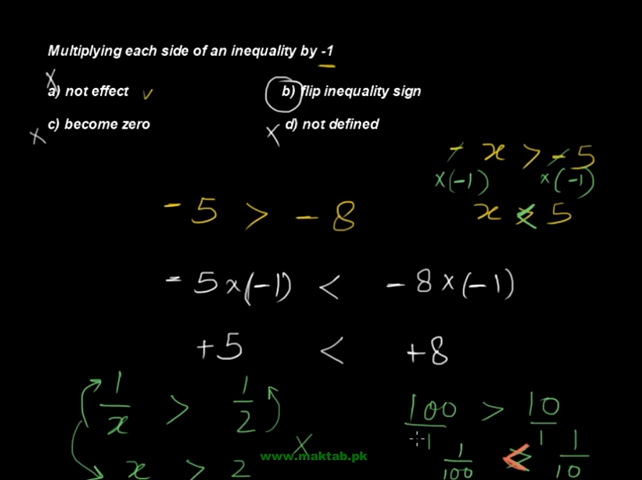 Multiplying each side of an inequality by -1
a) not effect
b) flip inequality sign
c) become zero
d) not defined
- x > - 5
×(-1) ×(-1)
x < 5
- 5 > - 8
- 5 × (-1) < - 8 × (-1)
+5 < +8
1/x > 1/2
x > 2
100/1 > 10/1
1/100 < 1/10
www.maktab.pk